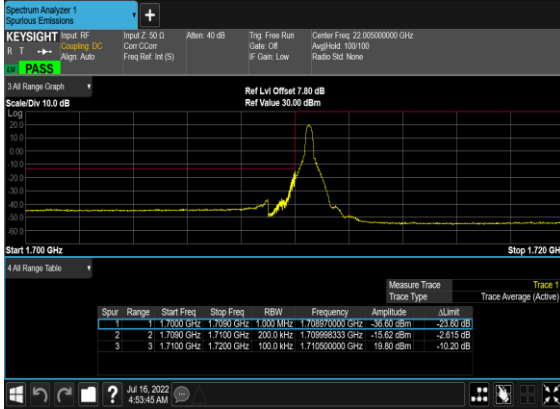 Spectrum Analyzer 1
Spurious Emissions
+
KEYSIGHT Input: RF Input Z: 50 Ω Atten: 40 dB Trig: Free Run Center Freq: 22.005000000 GHz
R T Coupling: DC Corr CCorr Gate: Off Avg|Hold: 100/100
Align: Auto Freq Ref: Int (S) IF Gain: Low Radio Std: None
PASS
3 All Range Graph
Ref Lvl Offset 7.80 dB
Scale/Div 10.0 dB Ref Value 30.00 dBm
Log
20.0
10.0
0.00
-10.0
-20.0
-30.0
-40.0
-50.0
-60.0
Start 1.700 GHz Stop 1.720 GH
4 All Range Table
Measure Trace Trace 1
Trace Type Trace Average (Active)
Spur Range Start Freq Stop Freq RBW Frequency Amplitude ΔLimit
1 1 1.7000 GHz 1.7090 GHz 1.000 MHz 1.708970000 GHz -36.60 dBm -23.60 dB
2 2 1.7090 GHz 1.7100 GHz 200.0 kHz 1.709998333 GHz -15.62 dBm -2.615 dB
3 3 1.7100 GHz 1.7200 GHz 100.0 kHz 1.710500000 GHz 19.80 dBm -10.20 dB
? Jul 16, 2022
4:53:45 AM